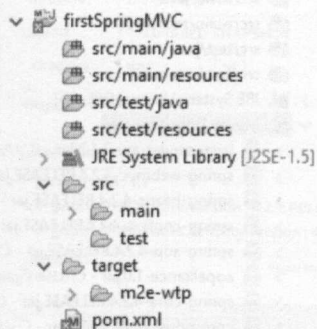 firstSpringMVC
src/main/java
src/main/resources
src/test/java
src/test/resources
JRE System Library [J2SE-1.5]
src
main
test
target
m2e-wtp
pom.xml